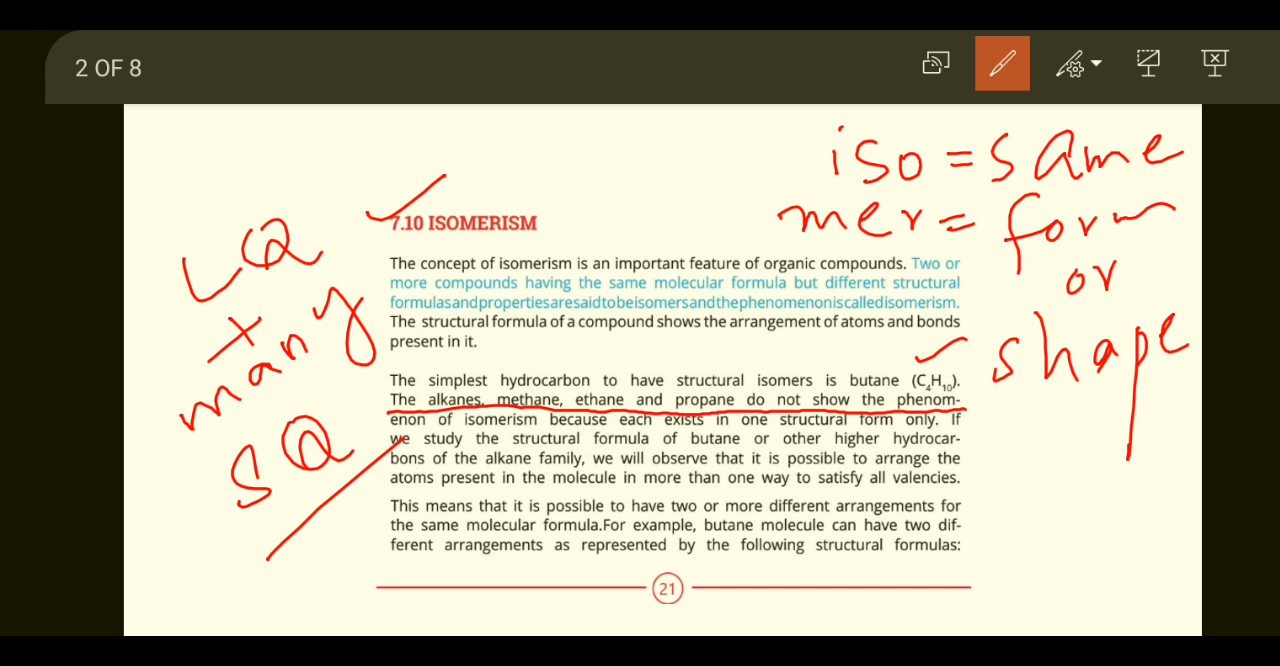 2 OF 8
iso = same
mer = form
or
shape
LQ
+
many
SQ
7.10 ISOMERISM
The concept of isomerism is an important feature of organic compounds. Two or
more compounds having the same molecular formula but different structural
formulasandpropertiesaresaidtobeisomersandthephenomenoniscalledisomerism.
The structural formula of a compound shows the arrangement of atoms and bonds
present in it.
The simplest hydrocarbon to have structural isomers is butane (C₄H₁₀).
The alkanes, methane, ethane and propane do not show the phenom-
enon of isomerism because each exists in one structural form only. If
we study the structural formula of butane or other higher hydrocar-
bons of the alkane family, we will observe that it is possible to arrange the
atoms present in the molecule in more than one way to satisfy all valencies.
This means that it is possible to have two or more different arrangements for
the same molecular formula.For example, butane molecule can have two dif-
ferent arrangements as represented by the following structural formulas:
21